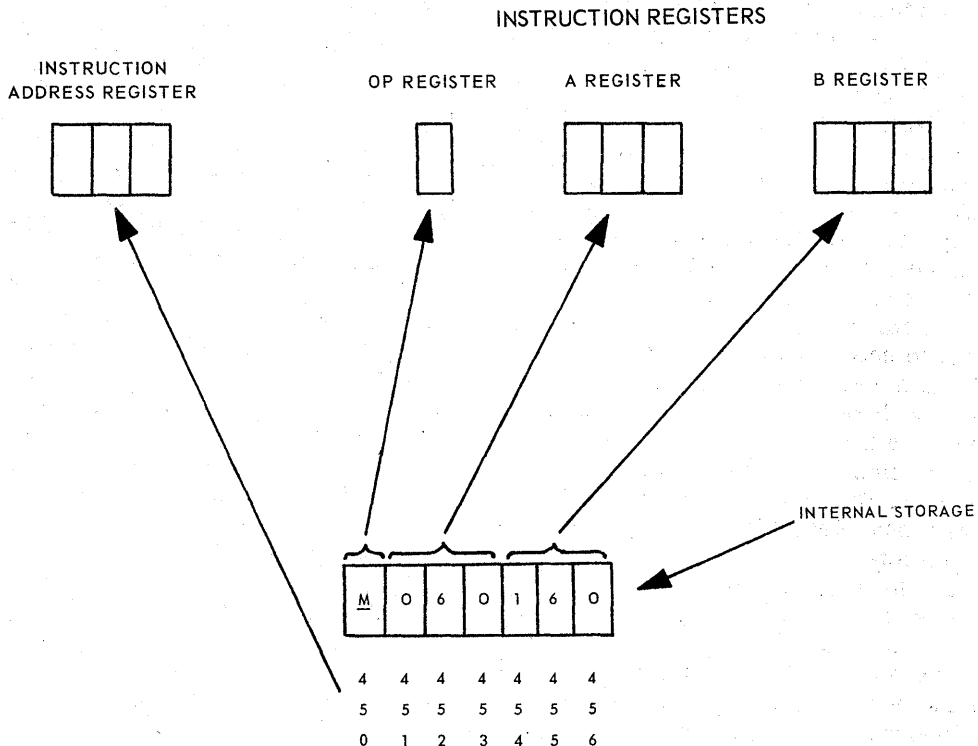 INSTRUCTION REGISTERS
INSTRUCTION
ADDRESS REGISTER
OP REGISTER
A REGISTER
B REGISTER
INTERNAL STORAGE
M 0 6 0 1 6 0
4 4 4 4 4 4 4
5 5 5 5 5 5 5
0 1 2 3 4 5 6